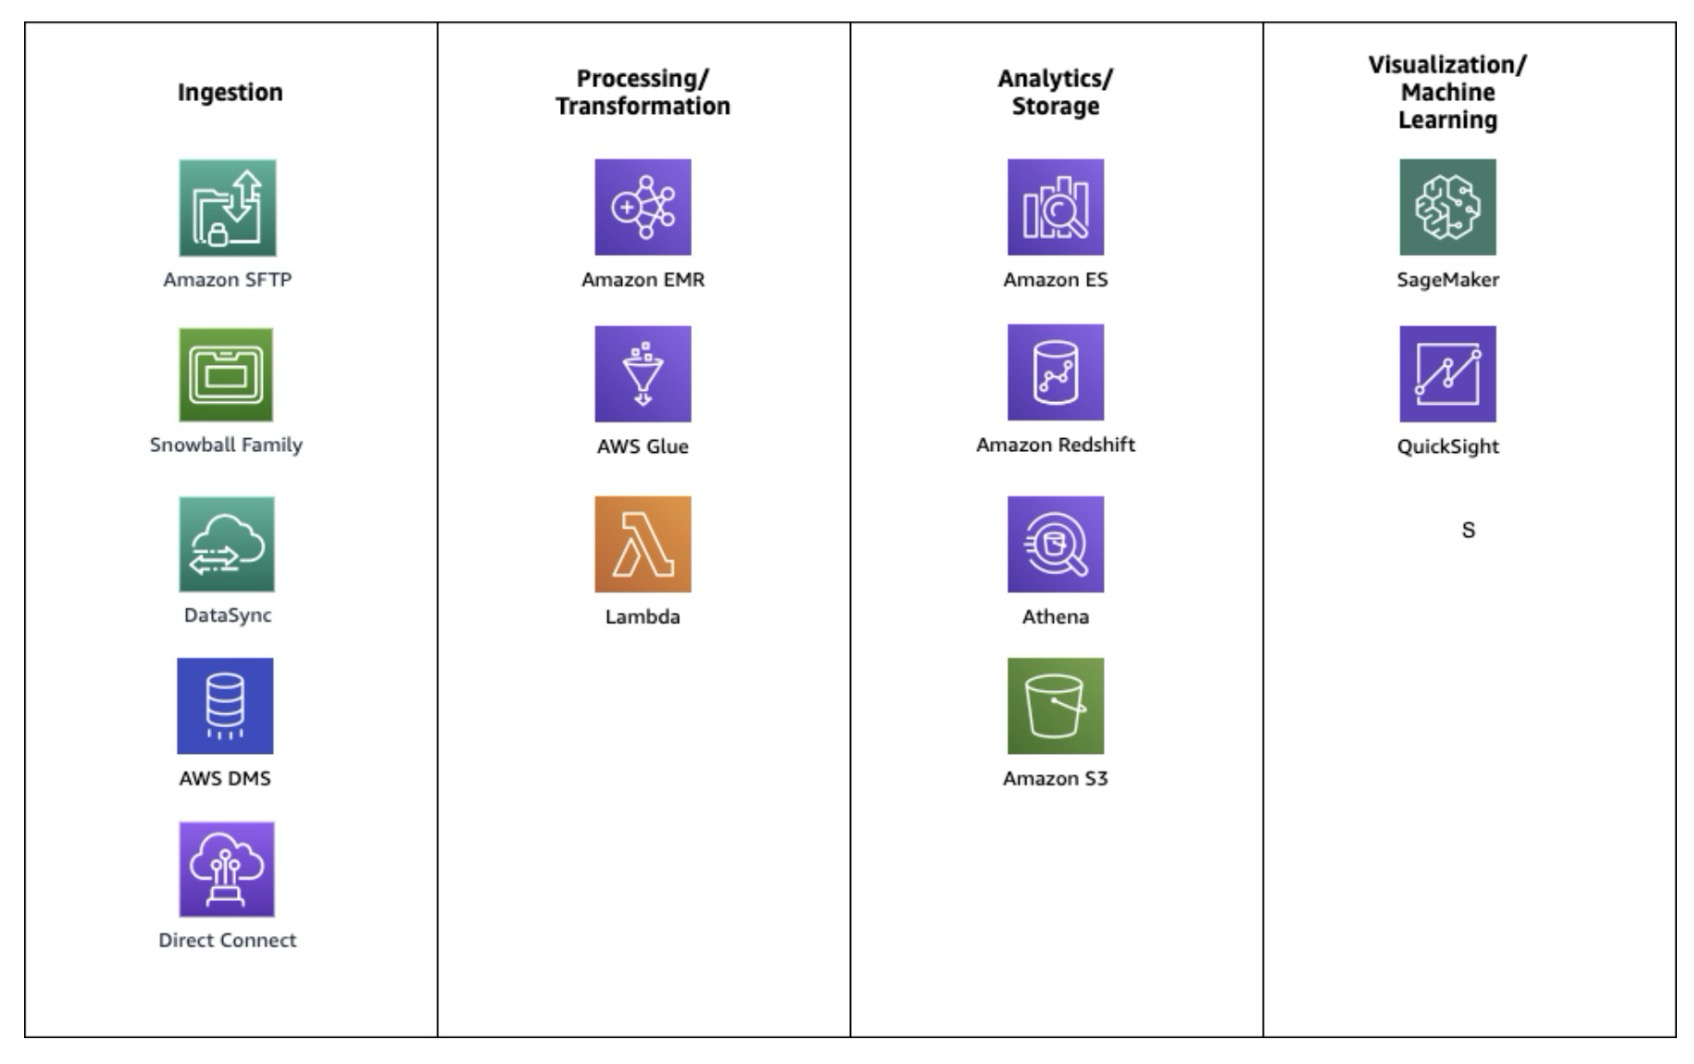 Ingestion
Amazon SFTP
Snowball Family
DataSync
AWS DMS
Direct Connect
Processing/
Transformation
Amazon EMR
AWS Glue
Lambda
Analytics/
Storage
Amazon ES
Amazon Redshift
Athena
Amazon S3
Visualization/
Machine
Learning
SageMaker
QuickSight
S